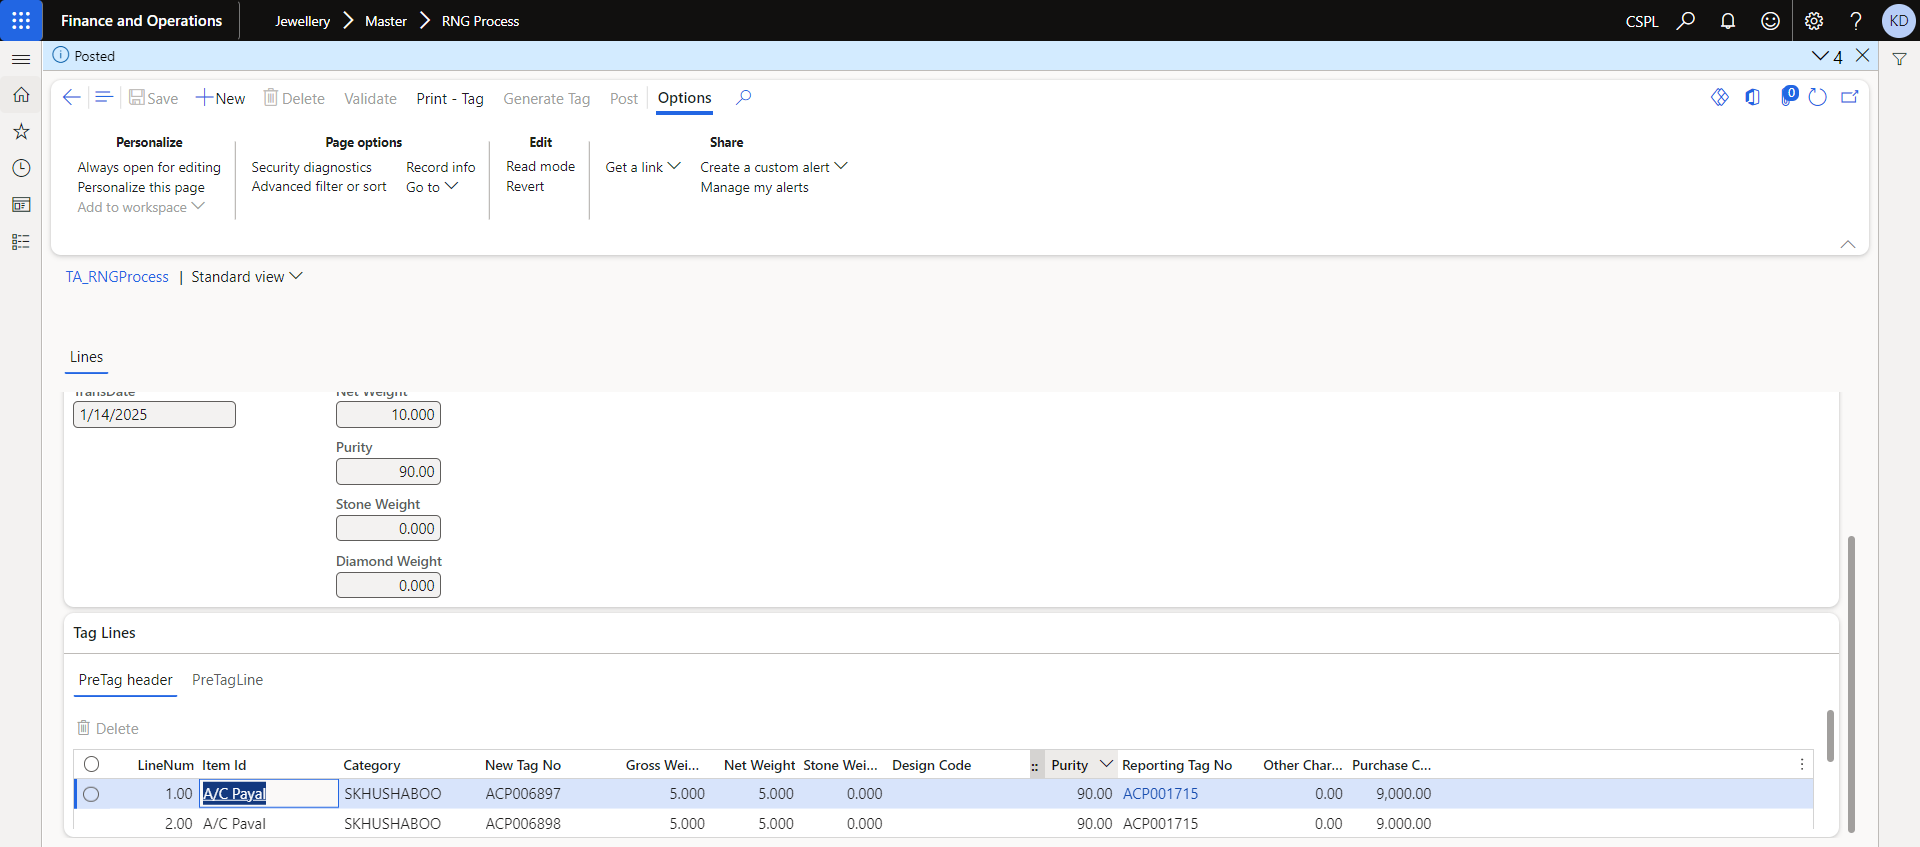 Finance and Operations
Jewellery > Master > RNG Process
CSPL
KD
Posted
4
Save
New
Delete
Validate
Print - Tag
Generate Tag
Post
Options
0
Personalize
Always open for editing
Personalize this page
Add to workspace
Page options
Security diagnostics
Advanced filter or sort
Record info
Go to
Edit
Read mode
Revert
Share
Get a link
Create a custom alert
Manage my alerts
TA_RNGProcess | Standard view
Lines
TransDate
1/14/2025
Net Weight
10.000
Purity
90.00
Stone Weight
0.000
Diamond Weight
0.000
Tag Lines
PreTag header PreTagLine
Delete
LineNum Item Id Category New Tag No Gross Wei... Net Weight Stone Wei... Design Code Purity Reporting Tag No Other Char... Purchase C...
1.00 A/C Payal SKHUSHABOO ACP006897 5.000 5.000 0.000 90.00 ACP001715 0.00 9,000.00
2.00 A/C Payal SKHUSHABOO ACP006898 5.000 5.000 0.000 90.00 ACP001715 0.00 9,000.00